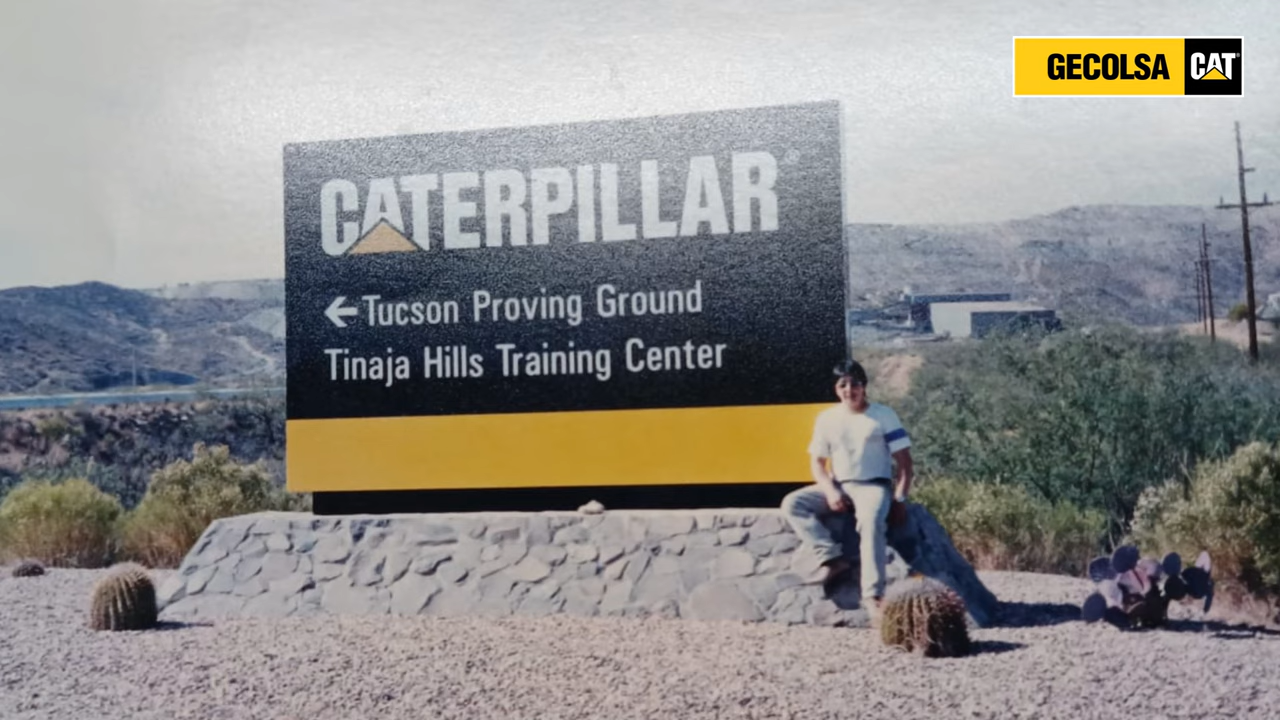 GECOLSA CAT
CATERPILLAR®
←Tucson Proving Ground
Tinaja Hills Training Center